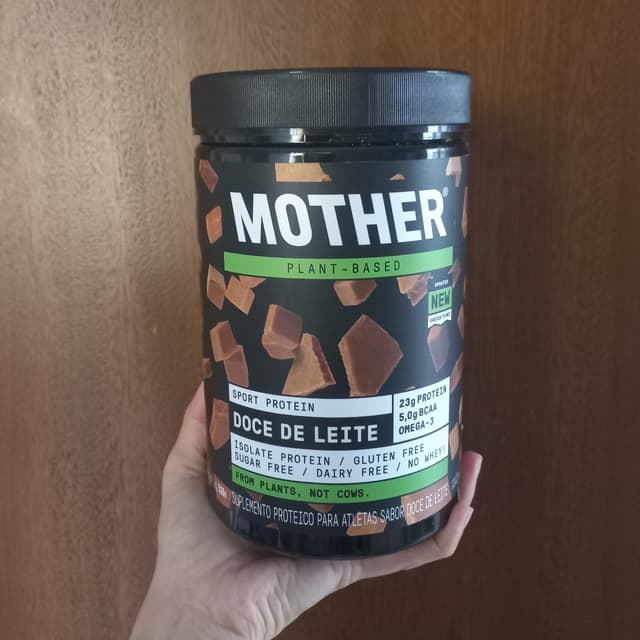 MOTHER®
PLANT-BASED
NEW
SPORT PROTEIN
DOCE DE LEITE
23g PROTEIN
5,0g BCAA
OMEGA-3
ISOLATE PROTEIN / GLUTEN FREE
SUGAR FREE / DAIRY FREE / NO WHEY!
FROM PLANTS, NOT COWS.
SUPLEMENTO PROTEICO PARA ATLETAS SABOR DOCE DE LEITE